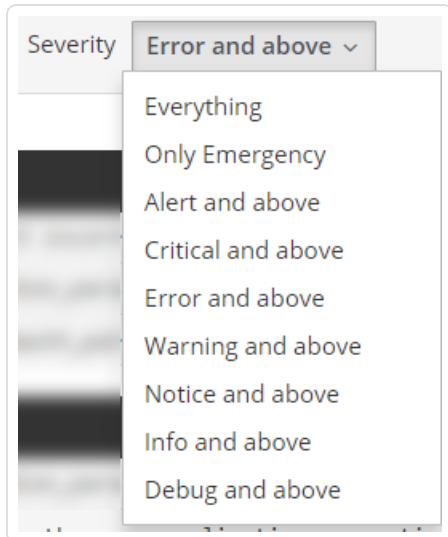 Severity Error and above
Everything
Only Emergency
Alert and above
Critical and above
Error and above
Warning and above
Notice and above
Info and above
Debug and above